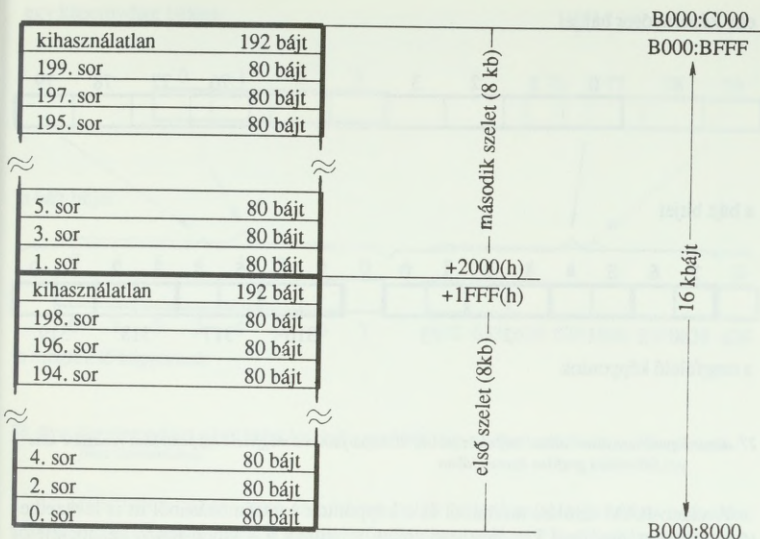 B000:C000
kihasználatlan 192 bájt
B000:BFFF
199. sor 80 bájt
197. sor 80 bájt
195. sor 80 bájt
második szelet (8 kb)
5. sor 80 bájt
3. sor 80 bájt
1. sor 80 bájt
+2000(h)
kihasználatlan 192 bájt
+1FFF(h)
16 kbájt
198. sor 80 bájt
196. sor 80 bájt
194. sor 80 bájt
első szelet (8kb)
4. sor 80 bájt
2. sor 80 bájt
0. sor 80 bájt
B000:8000